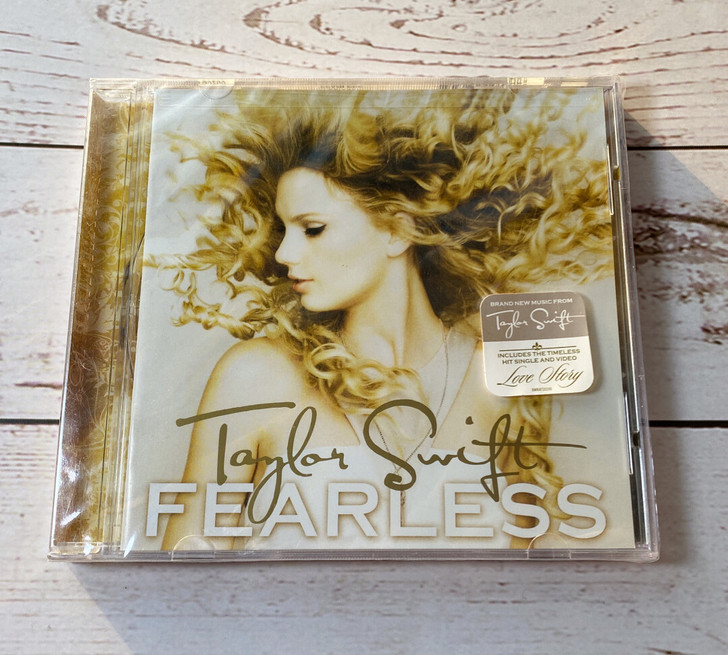 BRAND NEW MUSIC FROM
Taylor Swift
INCLUDES THE TIMELESS
HIT SINGLE AND VIDEO
Love Story
Taylor Swift
FEARLESS